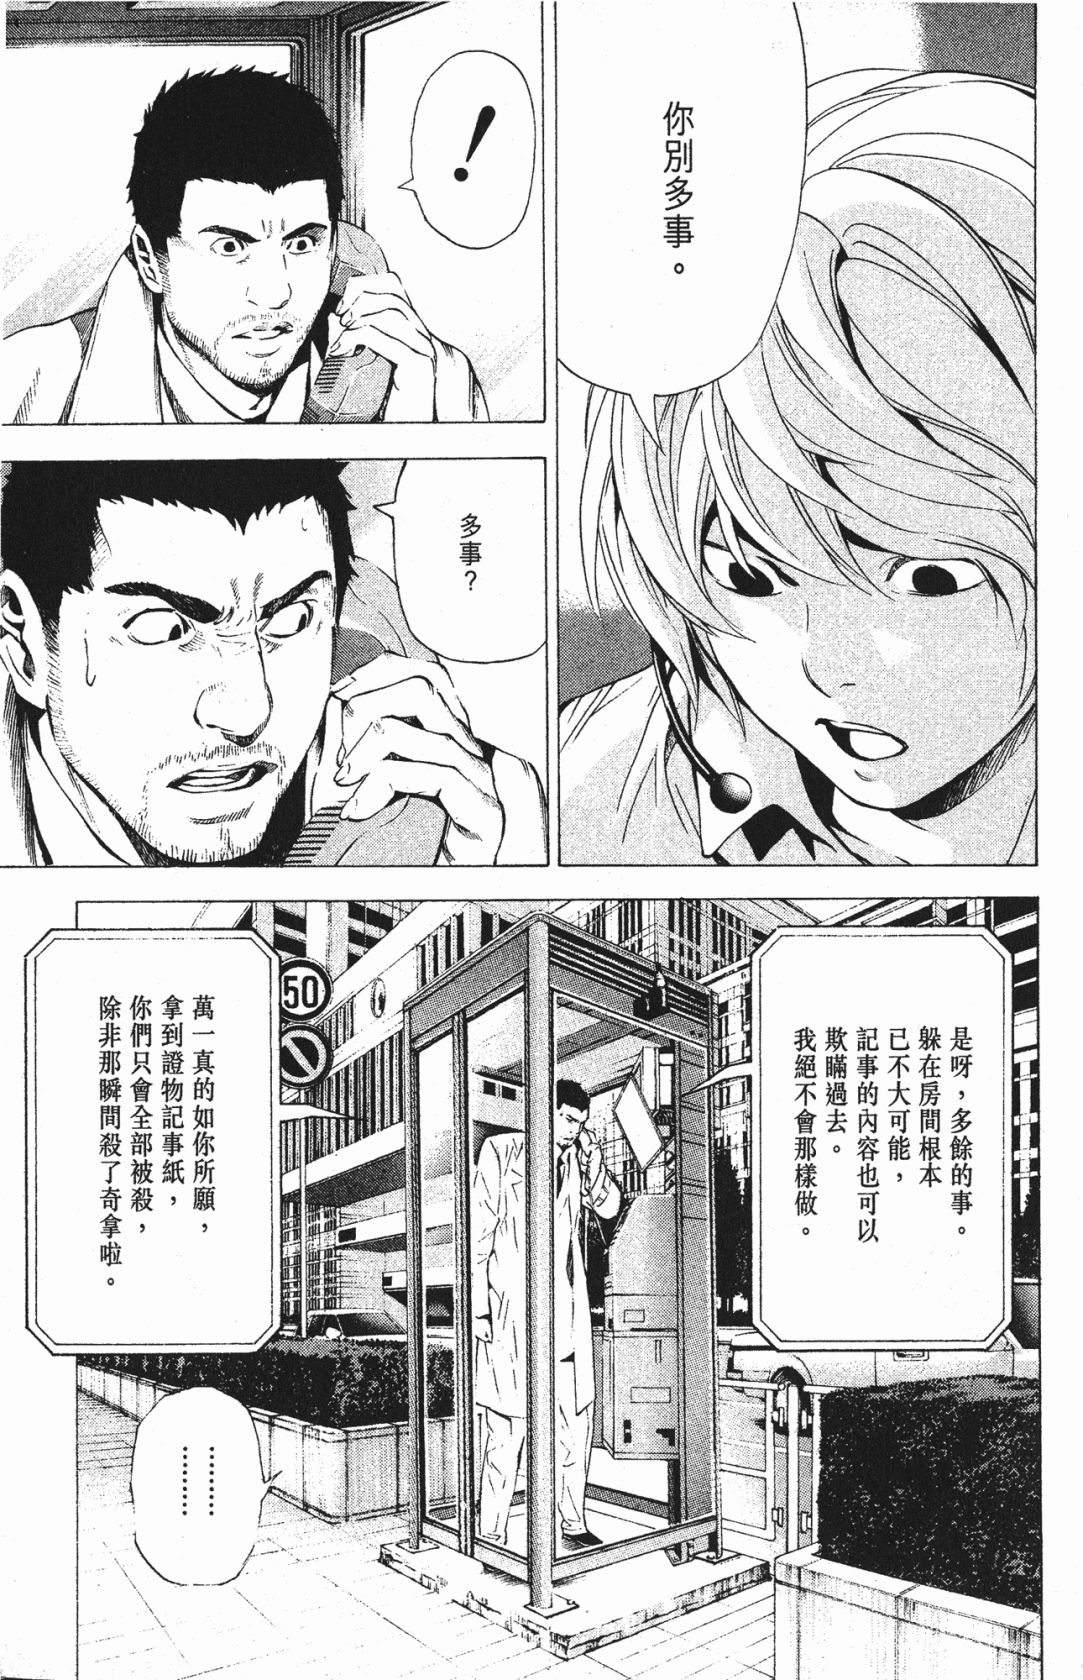 你別多事。
！
多事？
是呀，多餘的事。
躲在房間根本
已不大可能，
記事的內容也可以
欺瞞過去。
我絕不會那樣做。
萬一真的如你所願，
拿到證物記事紙，
你們只會全部被殺，
除非那瞬間殺了奇拿啦。
50
………
………